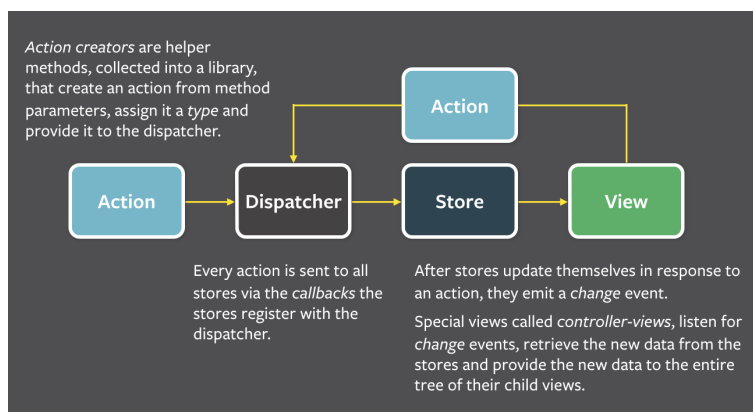 Action creators are helper
methods, collected into a library,
that create an action from method
parameters, assign it a type and
provide it to the dispatcher.
Action
Action
Dispatcher
Store
View
Every action is sent to all
stores via the callbacks the
stores register with the
dispatcher.
After stores update themselves in response to
an action, they emit a change event.
Special views called controller-views, listen for
change events, retrieve the new data from the
stores and provide the new data to the entire
tree of their child views.